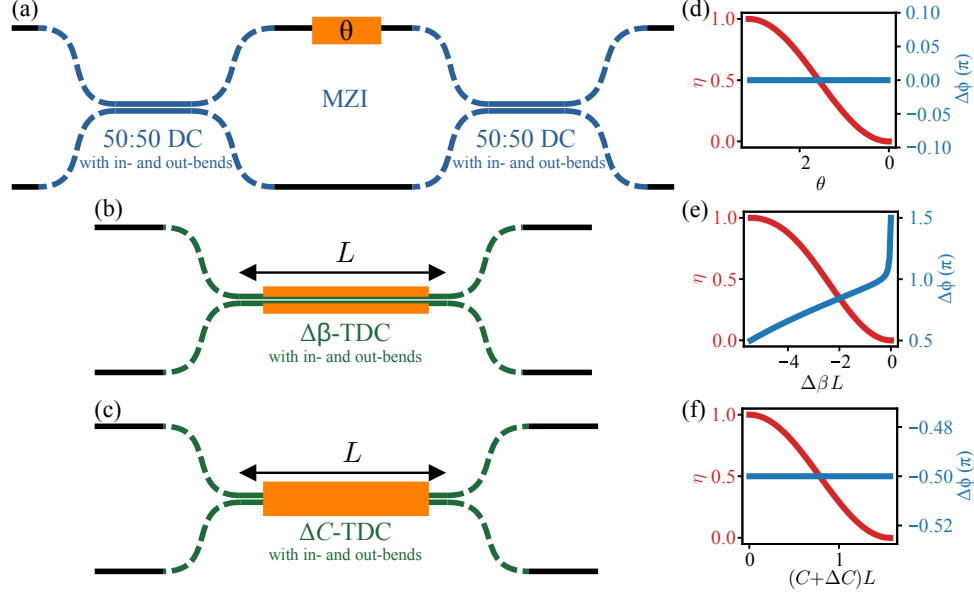 (a)
θ
MZI
50:50 DC
with in- and out-bends
50:50 DC
with in- and out-bends
(b)
L
Δβ-TDC
with in- and out-bends
(c)
L
ΔC-TDC
with in- and out-bends
(d)
1.0
0.5
0.0
η
0.10
0.05
0.00
−0.05
−0.10
Δϕ (π)
2
0
θ
(e)
1.0
0.5
0.0
η
1.5
1.0
0.5
Δϕ (π)
−4
−2
0
Δβ L
(f)
1.0
0.5
0.0
η
−0.48
−0.50
−0.52
Δϕ (π)
0
1
(C+ΔC)L